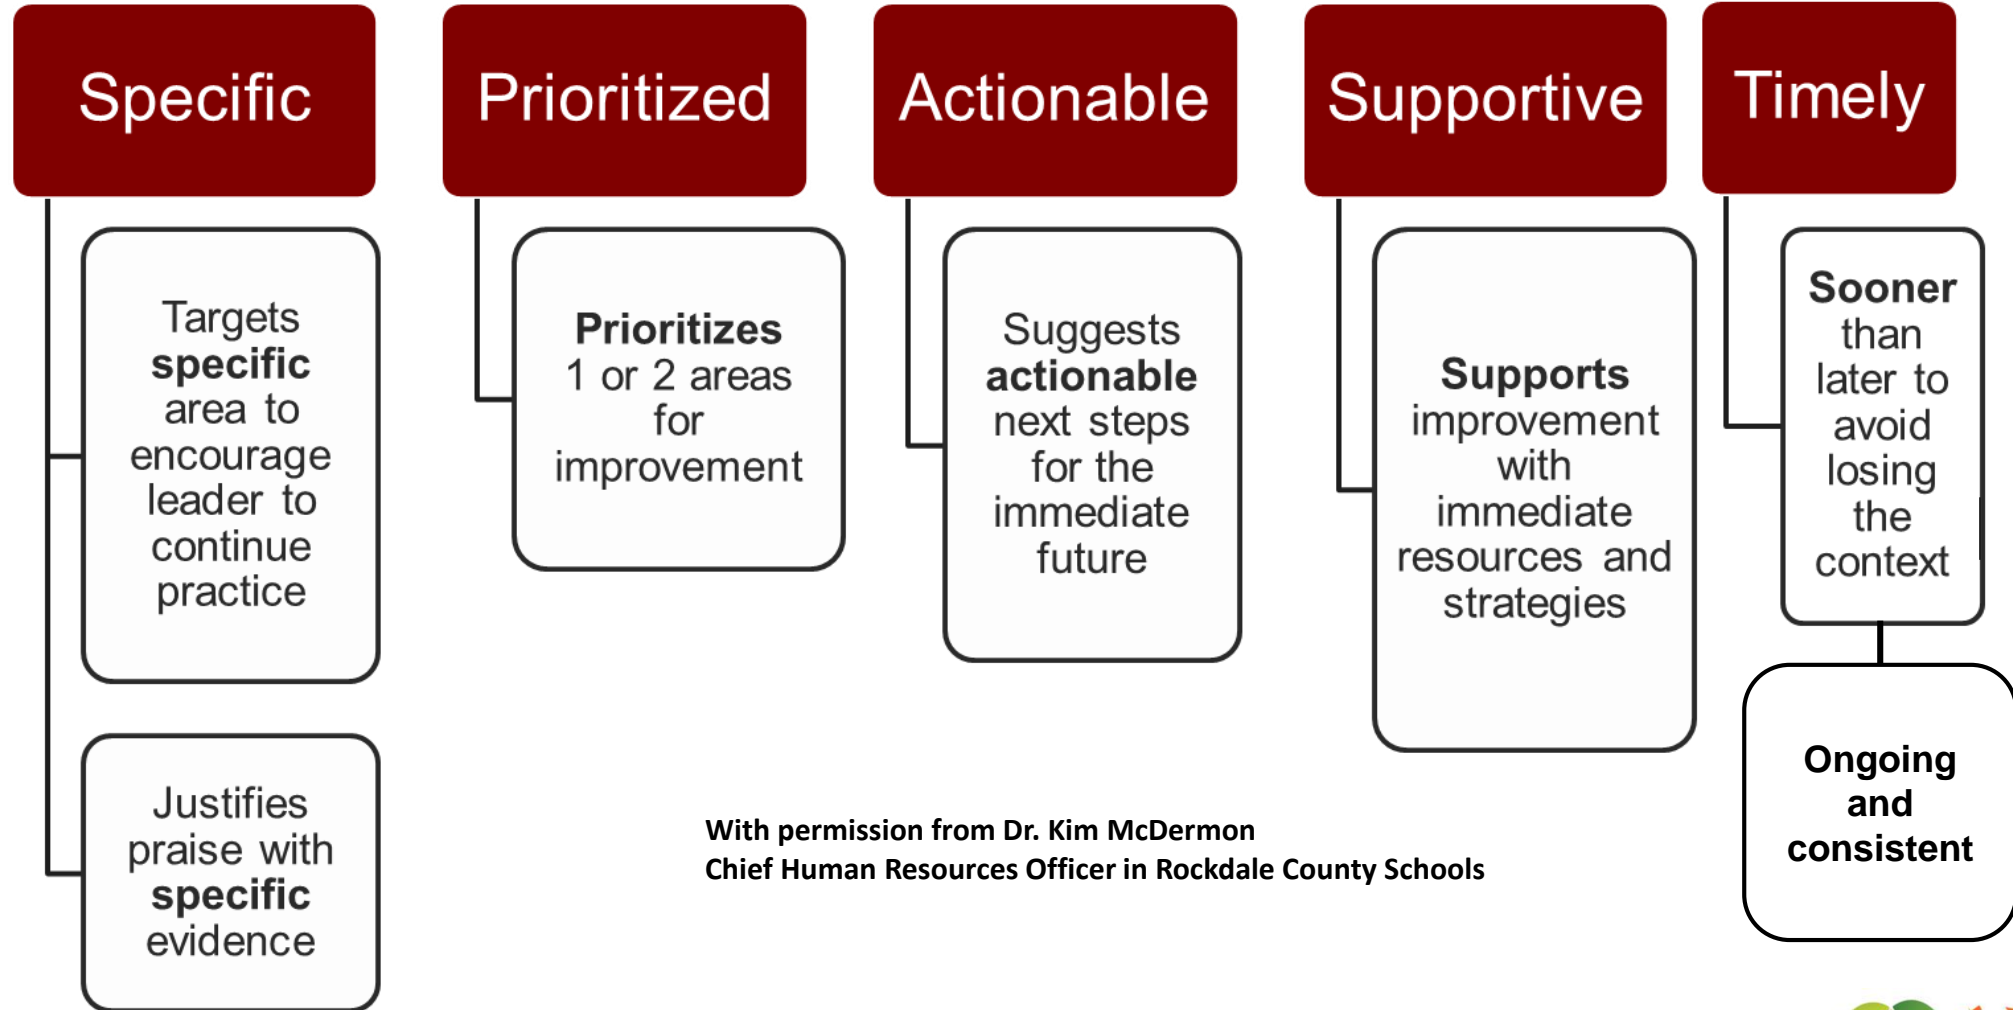 Specific
Targets
specific
area to
encourage
leader to
continue
practice
Justifies
praise with
specific
evidence
Prioritized
Prioritizes
1 or 2 areas
for
improvement
Actionable
Suggests
actionable
next steps
for the
immediate
future
Supportive
Supports
improvement
with
immediate
resources and
strategies
Timely
Sooner
than
later to
avoid
losing
the
context
Ongoing
and
consistent
With permission from Dr. Kim McDermon
Chief Human Resources Officer in Rockdale County Schools